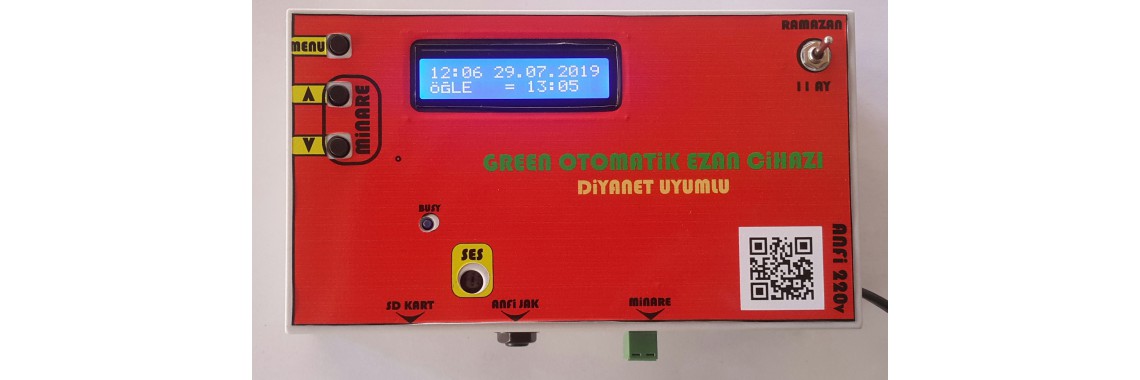 MENU
RAMAZAN
12:06 29.07.2019
ÖĞLE = 13:05
11 AY
MİNARE
GREEN OTOMATİK EZAN CİHAZI
DİYANET UYUMLU
BUSY
SES
ANFİ 220V
SD KART
ANFİ JAK
MİNARE